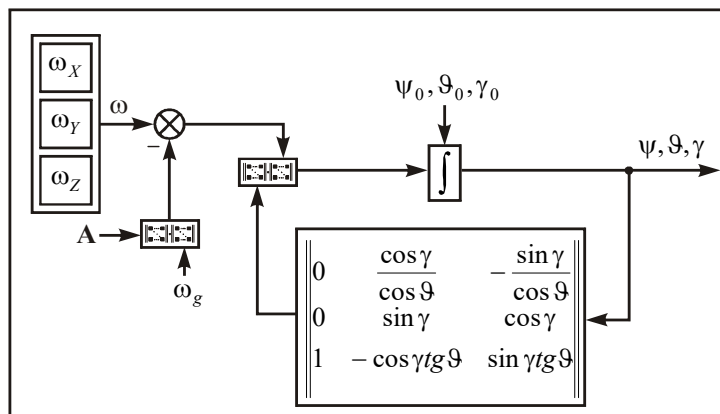 ω_X
ω_Y
ω_Z
ω
−
A
ω_g
ψ_0, ϑ_0, γ_0
∫
ψ, ϑ, γ
0 cosγ/cosϑ -sinγ/cosϑ
0 sinγ cosγ
1 -cosγtgϑ sinγtgϑ